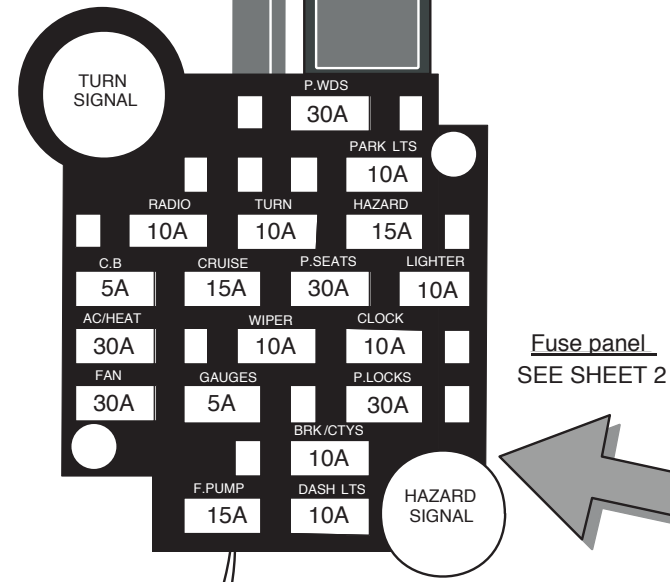 TURN
SIGNAL
P.WDS
30A
PARK LTS
10A
RADIO TURN HAZARD
10A 10A 15A
C.B CRUISE P.SEATS LIGHTER
5A 15A 30A 10A
AC/HEAT WIPER CLOCK
30A 10A 10A
FAN GAUGES P.LOCKS
30A 5A 30A
BRK/CTYS
10A
F.PUMP DASH LTS
15A 10A
HAZARD
SIGNAL
Fuse panel
SEE SHEET 2